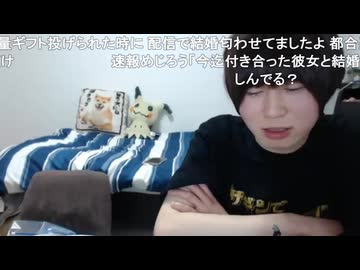 量ギフト投げられた時に 配信で結婚匂わせてましたよ 都合
け 速報めじろう「今迄付き合った彼女と結婚
しんでる？